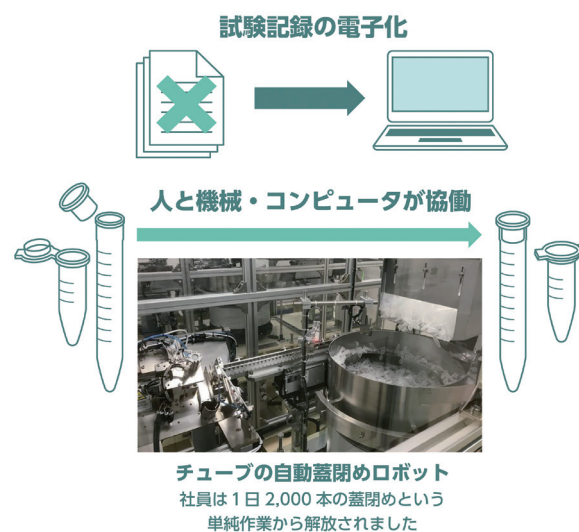 試験記録の電子化
人と機械・コンピュータが協働
チューブの自動蓋閉めロボット
社員は1日2,000本の蓋閉めという
単純作業から解放されました